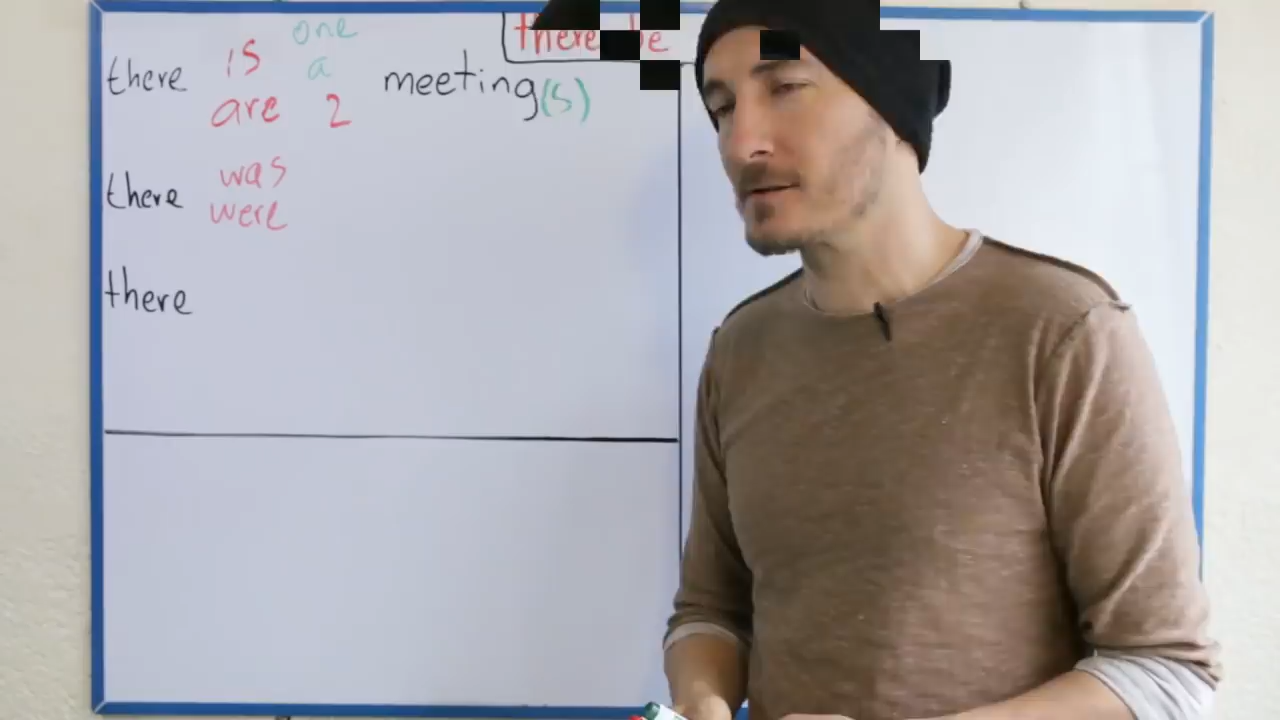 there be
one
there is a meeting(s)
are 2
there was
were
there